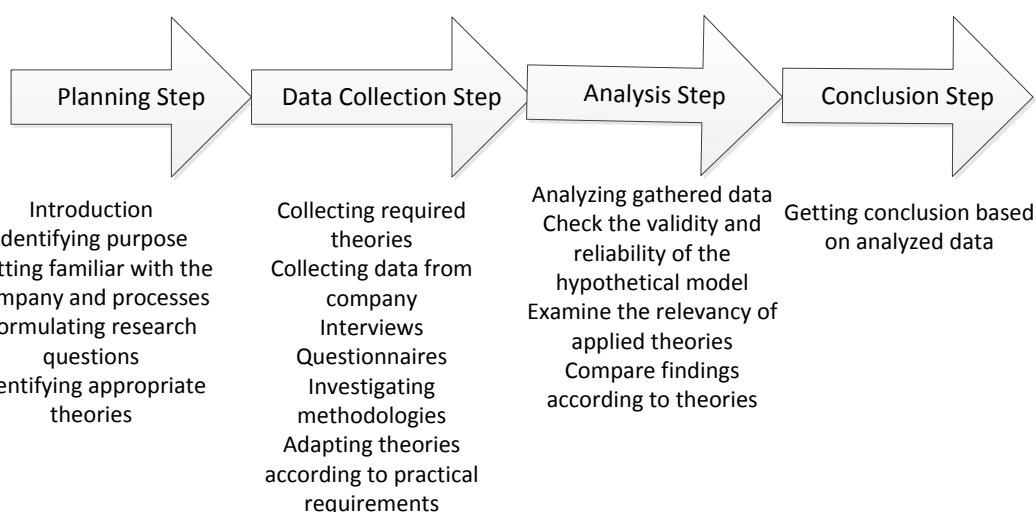 Planning Step
Introduction
dentifying purpose
tting familiar with the
mpany and processes
ormulating research
questions
entifying appropriate
theories
Data Collection Step
Collecting required
theories
Collecting data from
company
Interviews
Questionnaires
Investigating
methodologies
Adapting theories
according to practical
requirements
Analysis Step
Analyzing gathered data
Check the validity and
reliability of the
hypothetical model
Examine the relevancy of
applied theories
Compare findings
according to theories
Conclusion Step
Getting conclusion based
on analyzed data